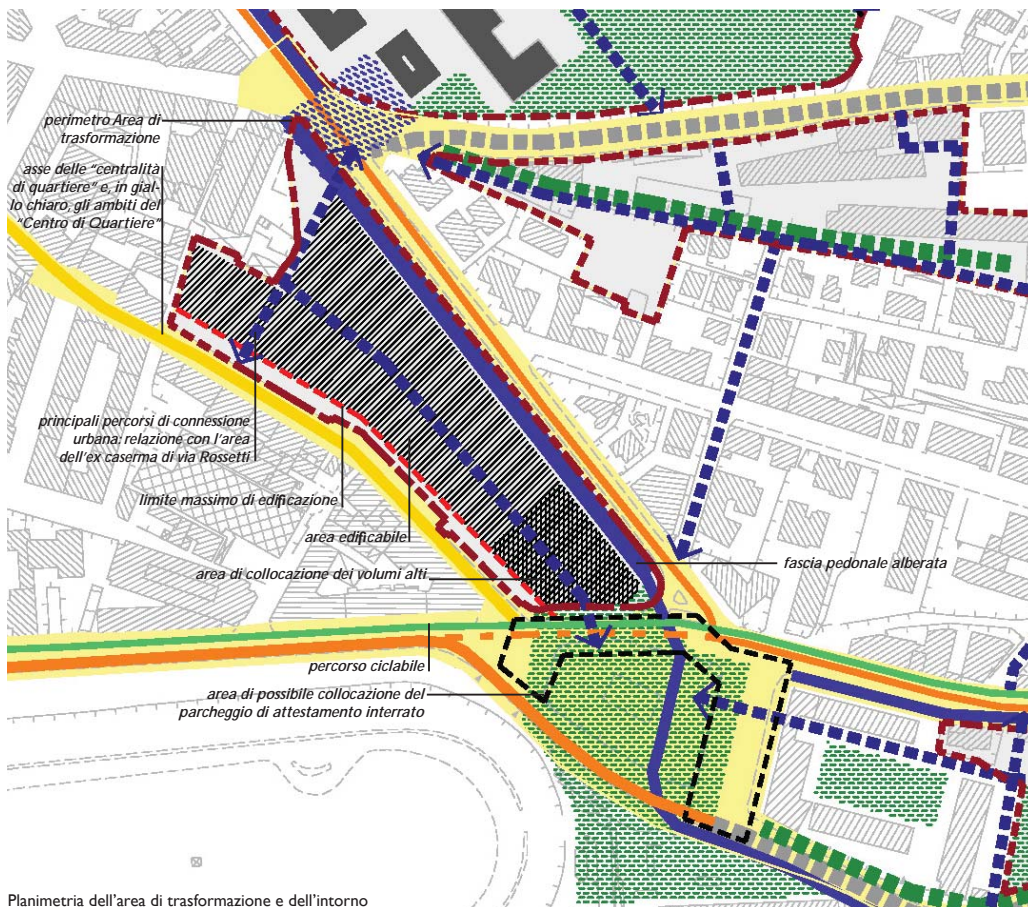 perimetro Area di
trasformazione
asse delle “centralità
di quartiere” e, in gial-
lo chiaro, gli ambiti del
“Centro di Quartiere”
principali percorsi di connessione
urbana: relazione con l’area
dell’ex caserma di via Rossetti
limite massimo di edificazione
area edificabile
area di collocazione dei volumi alti
fascia pedonale alberata
percorso ciclabile
area di possibile collocazione del
parcheggio di attestamento interrato
Planimetria dell’area di trasformazione e dell’intorno